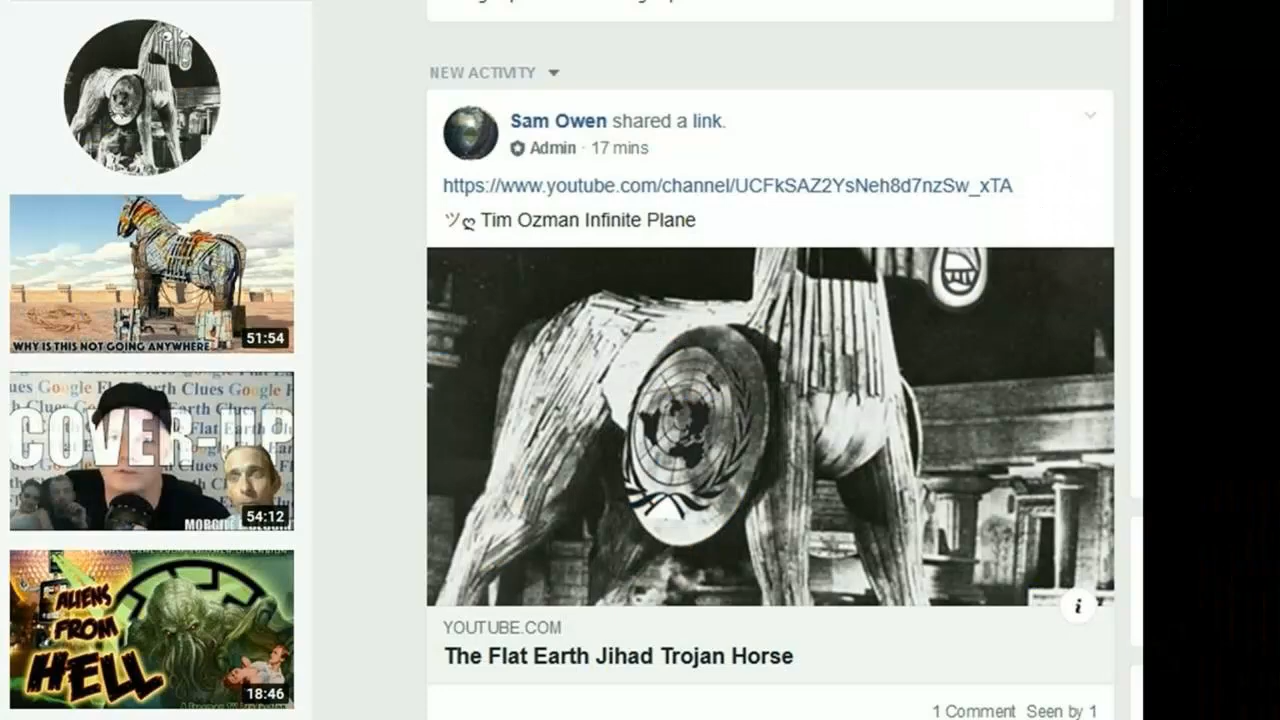 NEW ACTIVITY
Sam Owen shared a link.
Admin · 17 mins
https://www.youtube.com/channel/UCFkSAZ2YsNeh8d7nzSw_xTA
ツღ Tim Ozman Infinite Plane
YOUTUBE.COM
The Flat Earth Jihad Trojan Horse
1 Comment Seen by 1
51:54
WHY IS THIS NOT GOING ANYWHERE
COVER-UP
54:12
ALIENS
FROM
HELL
18:46